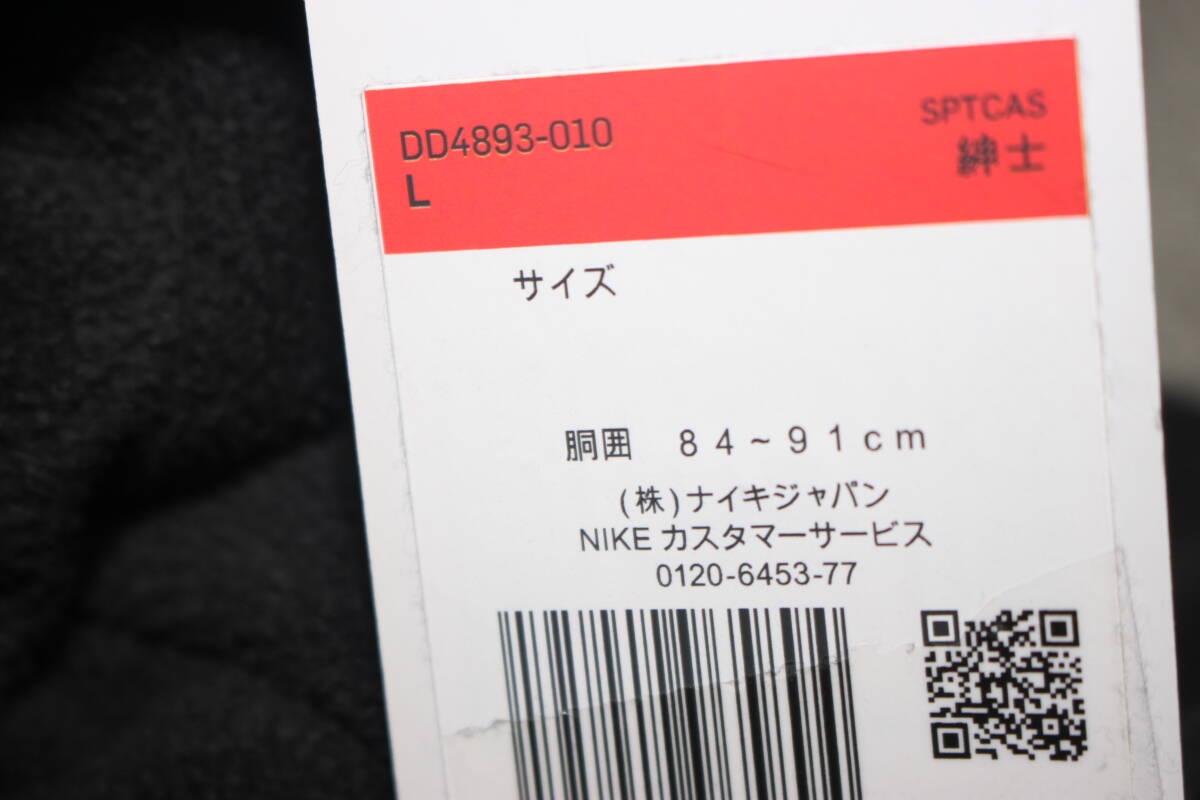 DD4893-010
L
SPTCAS
紳士
サイズ
胴囲 84~91cm
(株)ナイキジャパン
NIKE カスタマーサービス
0120-6453-77